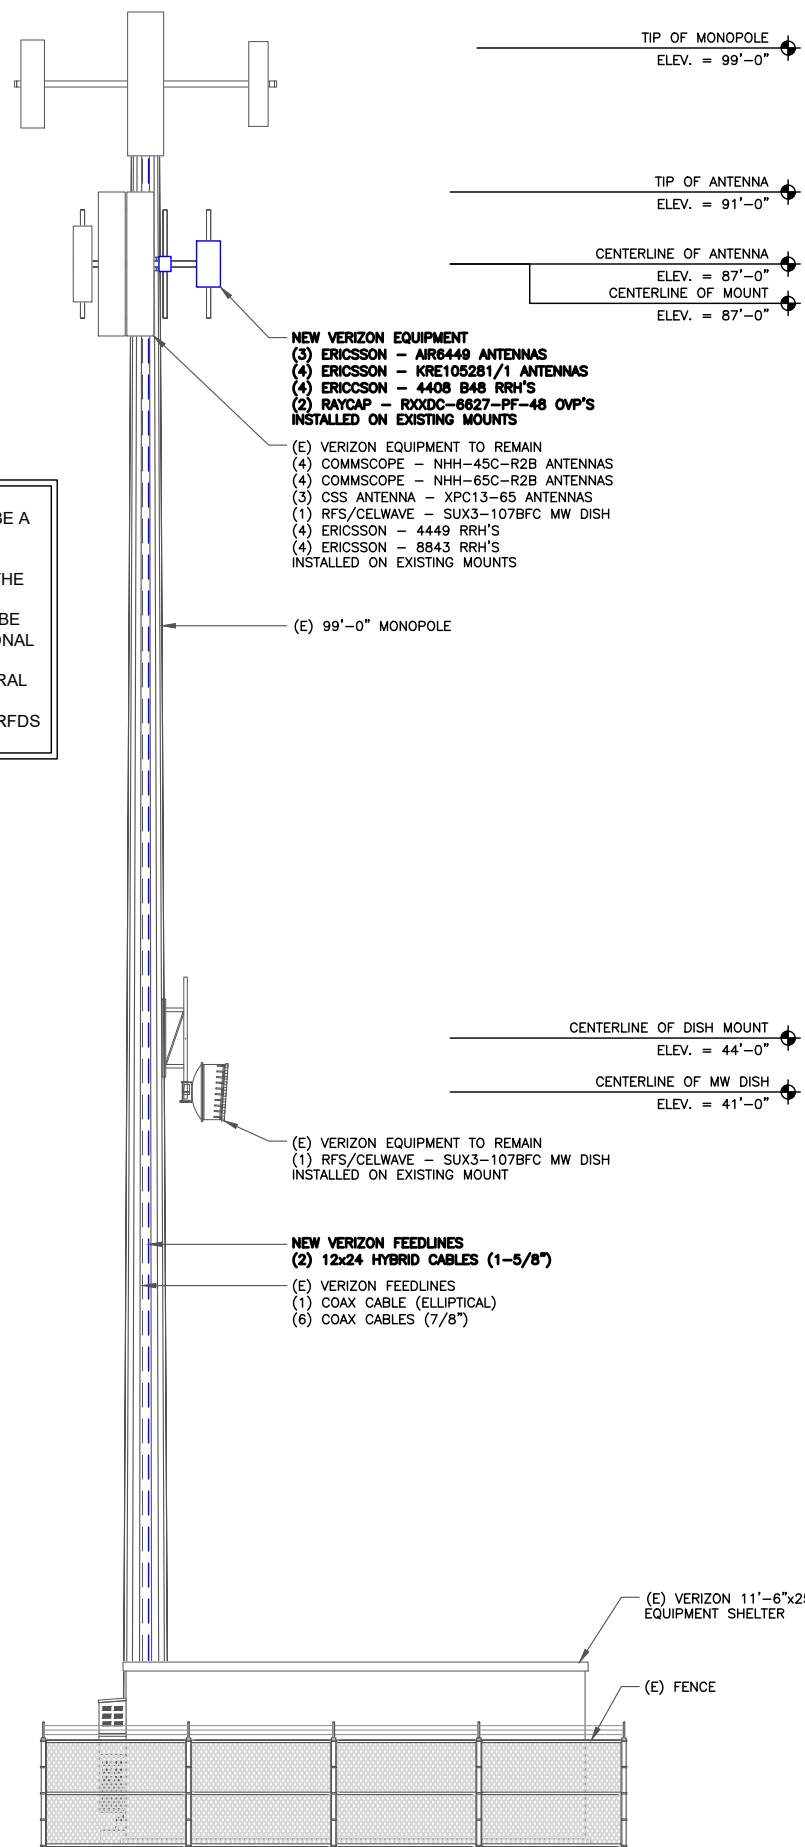 TIP OF MONOPOLE
ELEV. = 99'-0"
TIP OF ANTENNA
ELEV. = 91'-0"
CENTERLINE OF ANTENNA
ELEV. = 87'-0"
CENTERLINE OF MOUNT
ELEV. = 87'-0"
NEW VERIZON EQUIPMENT
(3) ERICSSON - AIR6449 ANTENNAS
(4) ERICSSON - KRE105281/1 ANTENNAS
(4) ERICCSON - 4408 B48 RRH'S
(2) RAYCAP - RXXDC-6627-PF-48 OVP'S
INSTALLED ON EXISTING MOUNTS
(E) VERIZON EQUIPMENT TO REMAIN
(4) COMMSCOPE - NHH-45C-R2B ANTENNAS
(4) COMMSCOPE - NHH-65C-R2B ANTENNAS
(3) CSS ANTENNA - XPC13-65 ANTENNAS
(1) RFS/CELWAVE - SUX3-107BFC MW DISH
(4) ERICSSON - 4449 RRH'S
(4) ERICSSON - 8843 RRH'S
INSTALLED ON EXISTING MOUNTS
BE A
THE
BE
NAL
RAL
RFDS
(E) 99'-0" MONOPOLE
CENTERLINE OF DISH MOUNT
ELEV. = 44'-0"
CENTERLINE OF MW DISH
ELEV. = 41'-0"
(E) VERIZON EQUIPMENT TO REMAIN
(1) RFS/CELWAVE - SUX3-107BFC MW DISH
INSTALLED ON EXISTING MOUNT
NEW VERIZON FEEDLINES
(2) 12x24 HYBRID CABLES (1-5/8")
(E) VERIZON FEEDLINES
(1) COAX CABLE (ELLIPTICAL)
(6) COAX CABLES (7/8")
(E) VERIZON 11'-6"x25
EQUIPMENT SHELTER
(E) FENCE